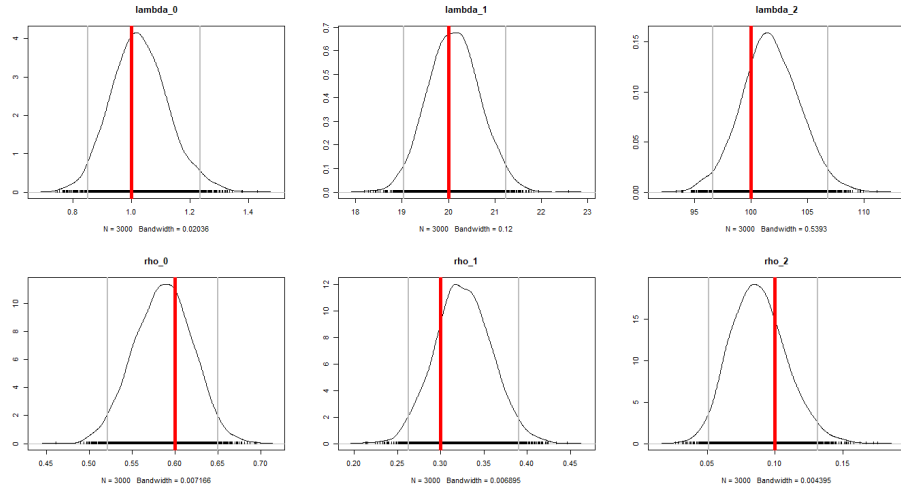 lambda_0
4
3
2
1
0
0.8 1.0 1.2 1.4
N = 3000 Bandwidth = 0.02036
lambda_1
0.7
0.6
0.5
0.4
0.3
0.2
0.1
0.0
18 19 20 21 22 23
N = 3000 Bandwidth = 0.12
lambda_2
0.15
0.10
0.05
0.00
95 100 105 110
N = 3000 Bandwidth = 0.5393
rho_0
10
8
6
4
2
0
0.45 0.50 0.55 0.60 0.65 0.70
N = 3000 Bandwidth = 0.007166
rho_1
12
10
8
6
4
2
0
0.20 0.25 0.30 0.35 0.40 0.45
N = 3000 Bandwidth = 0.006895
rho_2
15
10
5
0
0.05 0.10 0.15
N = 3000 Bandwidth = 0.004395